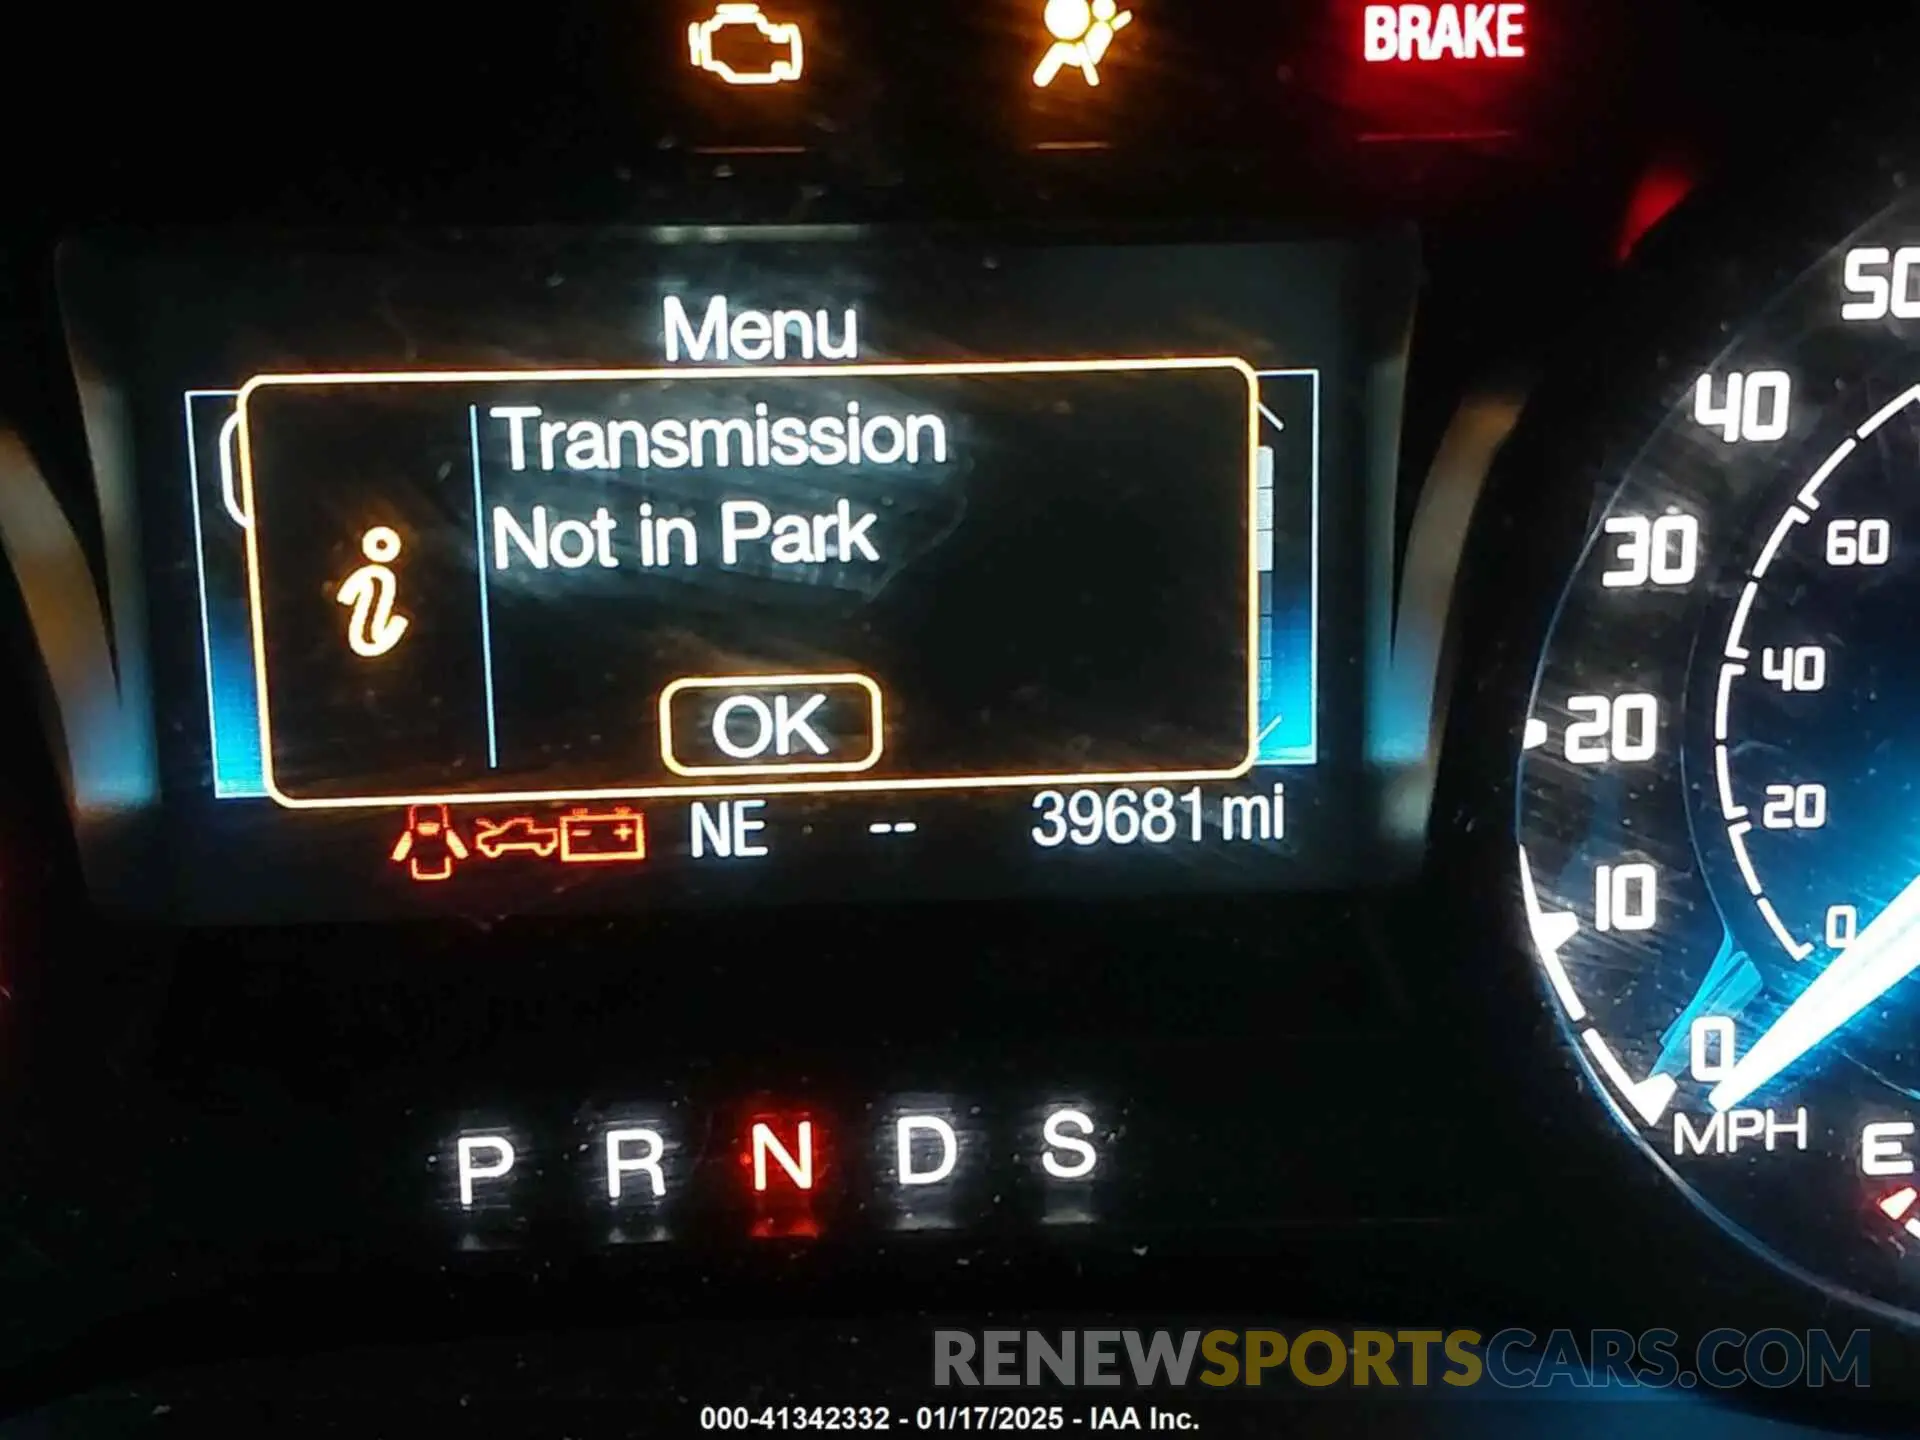 BRAKE
Menu
Transmission
Not in Park
OK
NE -- 39681 mi
50
40
30
20
10
0
MPH
60
40
20
0
E
P R N D S
RENEWSPORTSCARS.COM
000-41342332 - 01/17/2025 - IAA Inc.